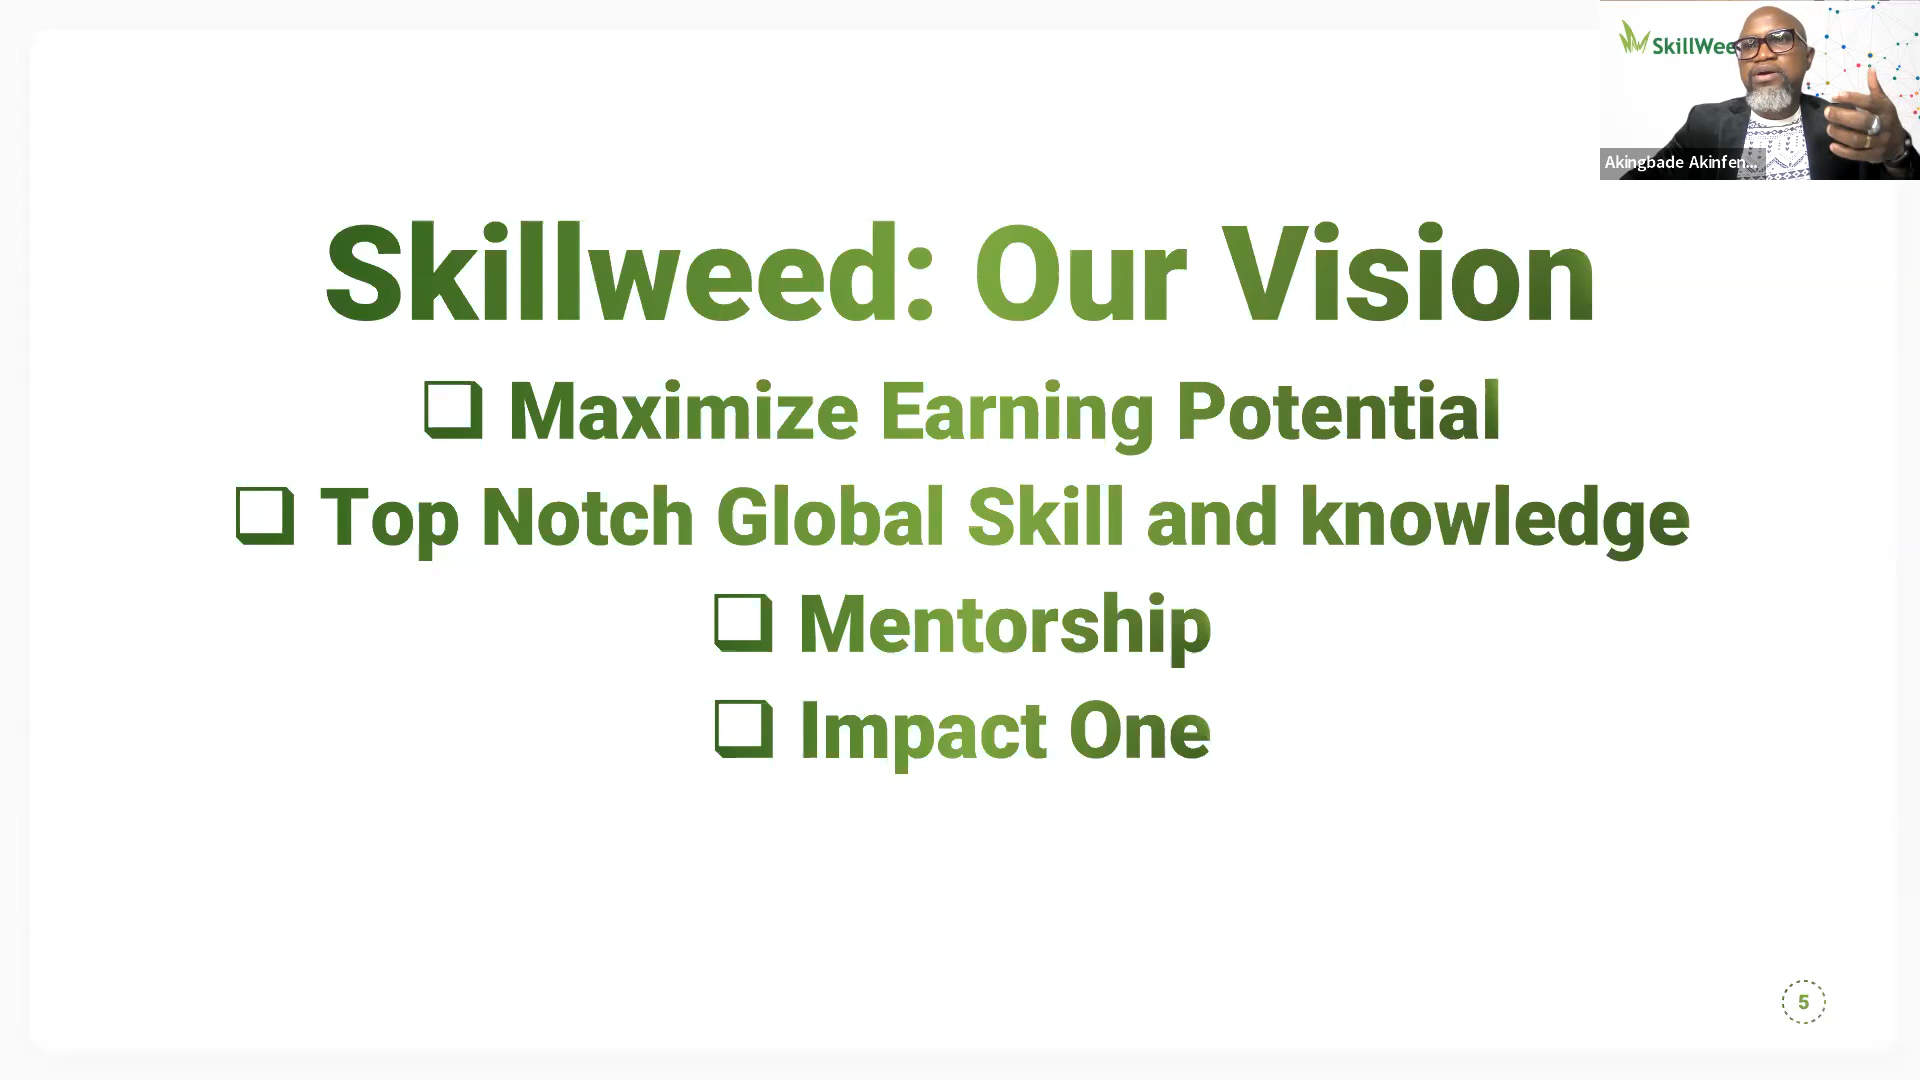 SkillWee
Akingbade Akinfen...
Skillweed: Our Vision
❑ Maximize Earning Potential
❑ Top Notch Global Skill and knowledge
❑ Mentorship
❑ Impact One
5